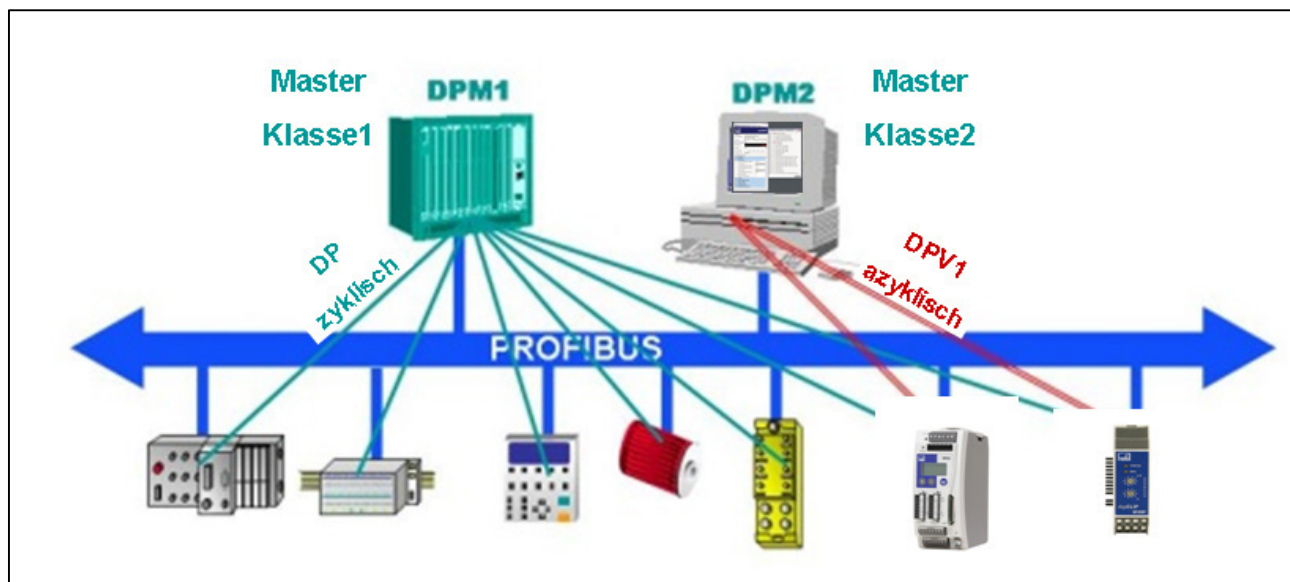 Master
Klasse1
DPM1
DPM2
Master
Klasse2
DP
zyklisch
DPV1
azyklisch
PROFIBUS